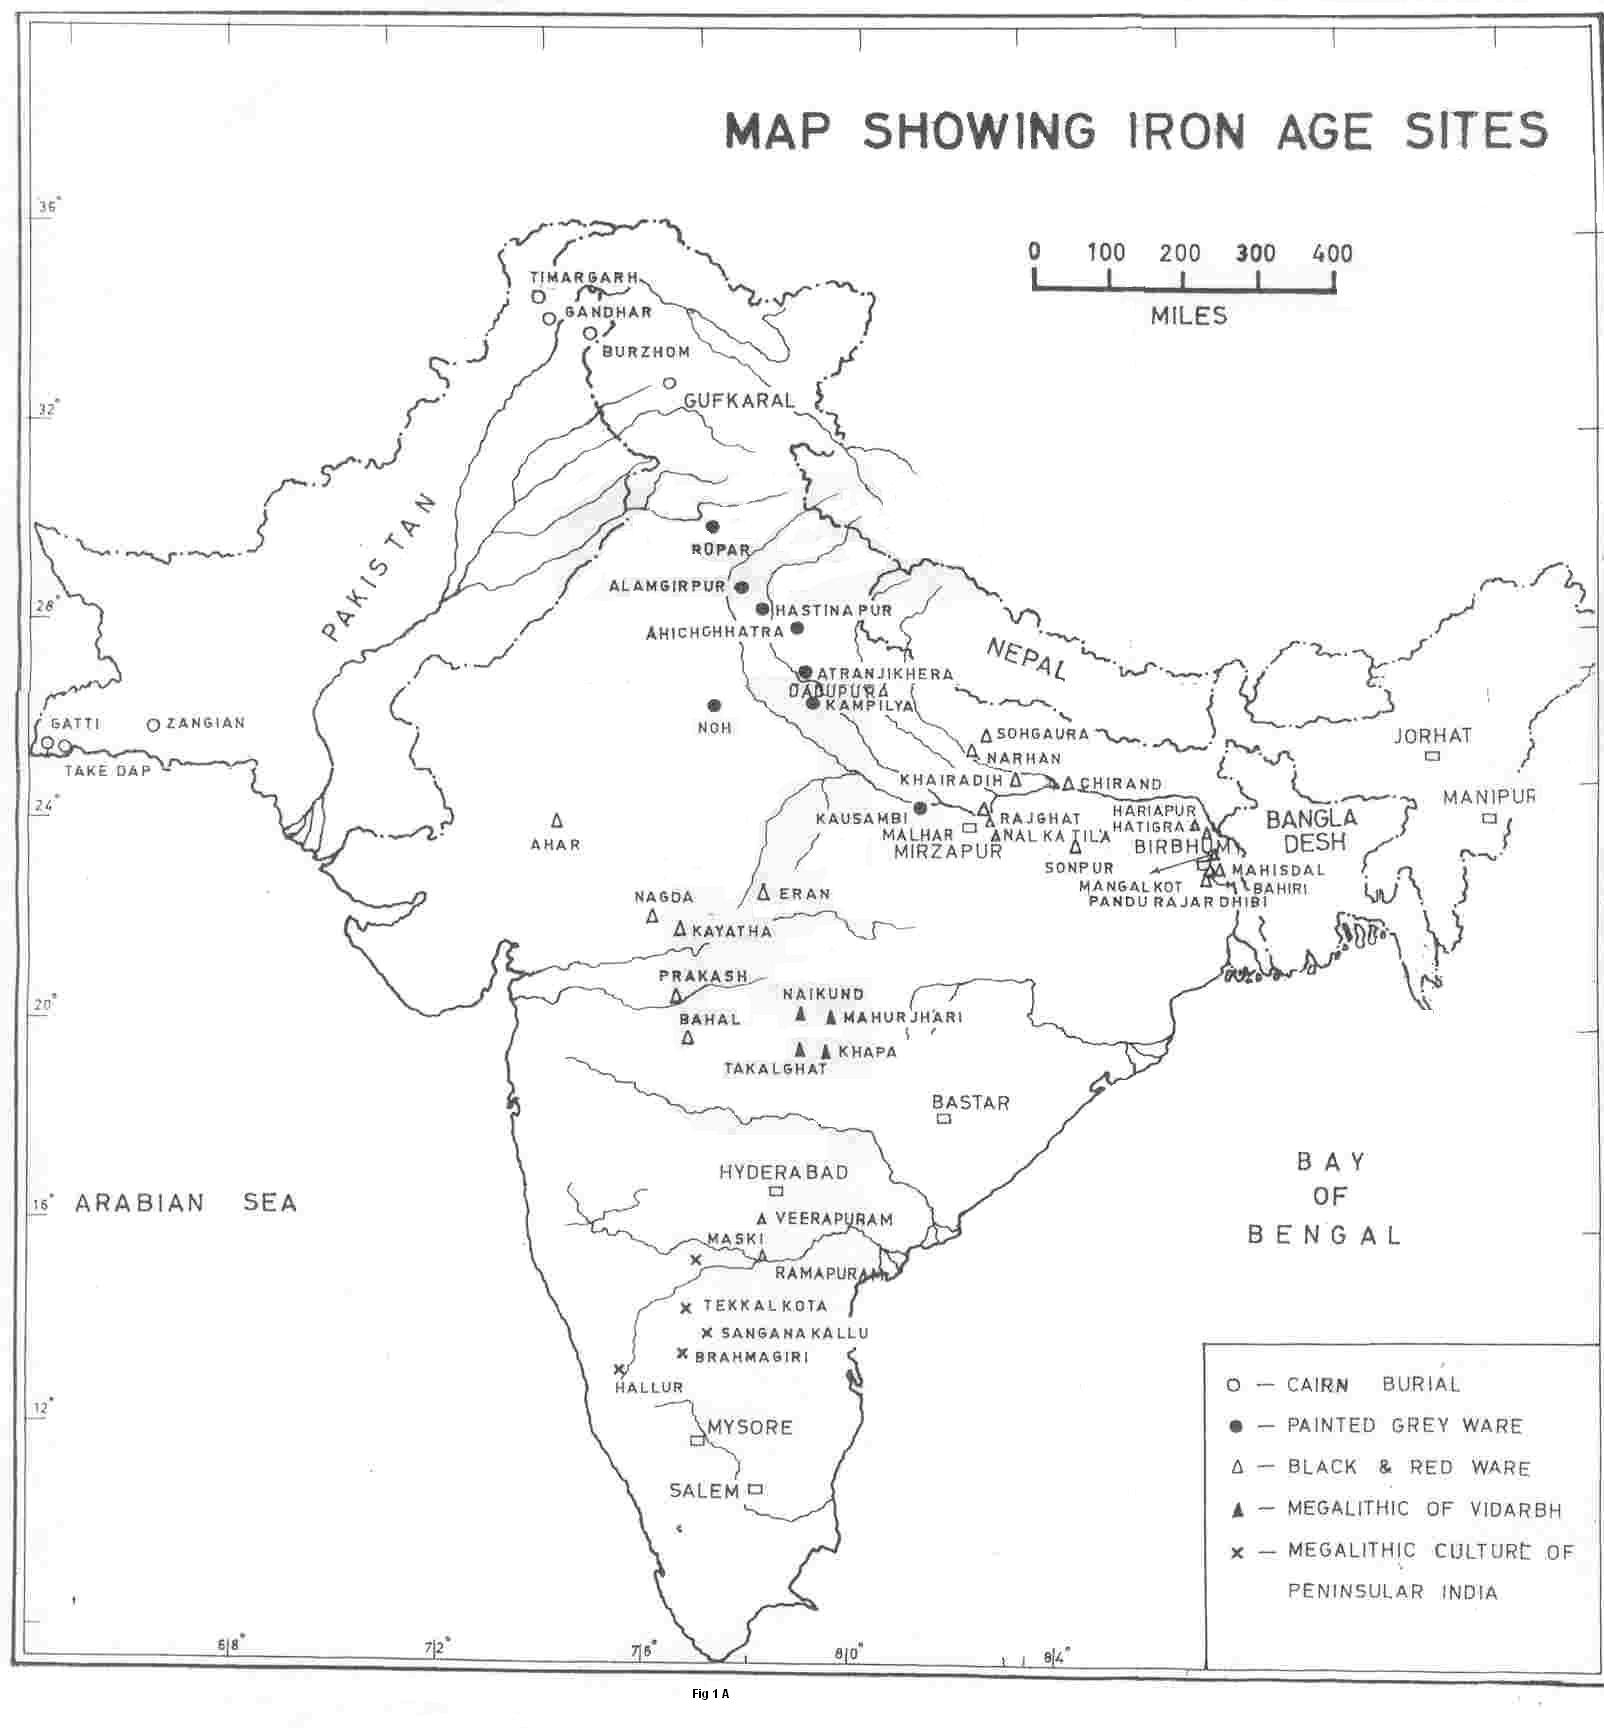 MAP SHOWING IRON AGE SITES
36°
0 100 200 300 400
MILES
TIMARGARH
GANDHAR
BURZHOM
32°
GUFKARAL
PAKISTAN
ROPAR
ALAMGIRPUR
28°
HASTINAPUR
AHICHGHHATRA
NEPAL
ATRANJIKHERA
DADUPURA
KAMPILYA
GATTI
ZANGIAN
NOH
SOHGAURA
JORHAT
NARHAN
TAKE DAP
KHAIRADIH
CHIRAND
24°
MANIPUR
HARIAPUR
KAUSAMBI
RAJGHAT
HATIGRA
BANGLA
DESH
MALHAR
NAL KA TILA
AHAR
MIRZAPUR
BIRBHUM
SONPUR
MAHISDAL
MANGALKOT
BAHIRI
NAGDA
ERAN
PANDU RAJAR DHIBI
KAYATHA
PRAKASH
NAIKUND
20°
BAHAL
MAHURJHARI
KHAPA
TAKALGHAT
BASTAR
HYDERABAD
16°
ARABIAN SEA
BAY
OF
BENGAL
VEERAPURAM
MASKI
RAMAPURAM
TEKKALKOTA
SANGANAKALLU
BRAHMAGIRI
HALLUR
12°
MYSORE
SALEM
CAIRN BURIAL
PAINTED GREY WARE
BLACK & RED WARE
MEGALITHIC OF VIDARBH
MEGALITHIC CULTURE OF
PENINSULAR INDIA
68° 72° 76° 80° 84°
Fig 1 A